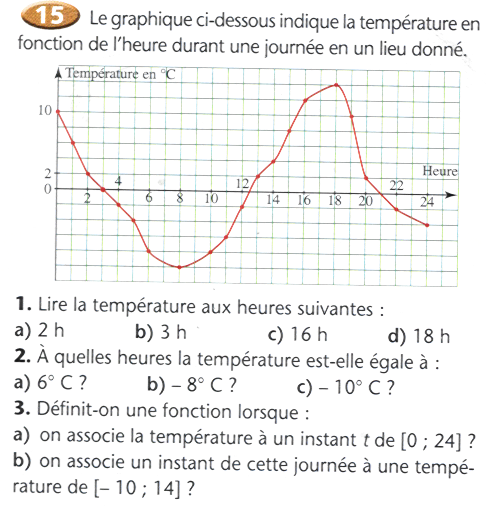 15 Le graphique ci-dessous indique la température en
fonction de l'heure durant une journée en un lieu donné.
Température en °C
10
2
0
Heure
2 4 6 8 10 12 14 16 18 20 22 24
1. Lire la température aux heures suivantes :
a) 2 h b) 3 h c) 16 h d) 18 h
2. À quelles heures la température est-elle égale à :
a) 6° C ? b) – 8° C ? c) – 10° C ?
3. Définit-on une fonction lorsque :
a) on associe la température à un instant t de [0 ; 24] ?
b) on associe un instant de cette journée à une tempé-
rature de [– 10 ; 14] ?